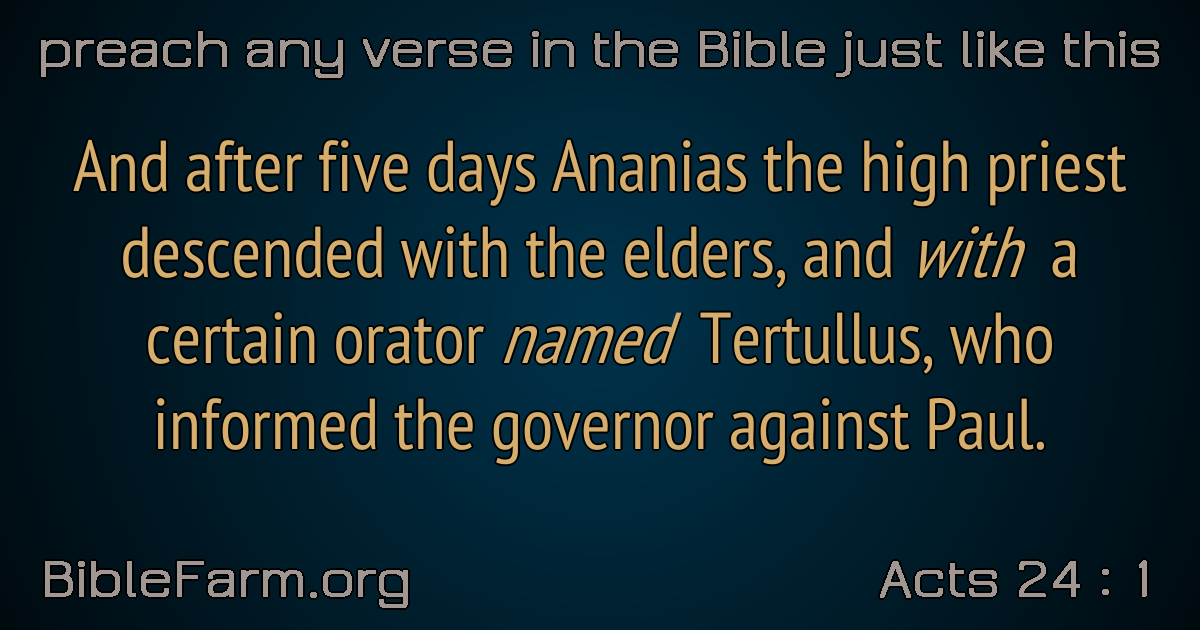 preach any verse in the Bible just like this
And after five days Ananias the high priest
descended with the elders, and with a
certain orator named Tertullus, who
informed the governor against Paul.
BibleFarm.org
Acts 24 : 1